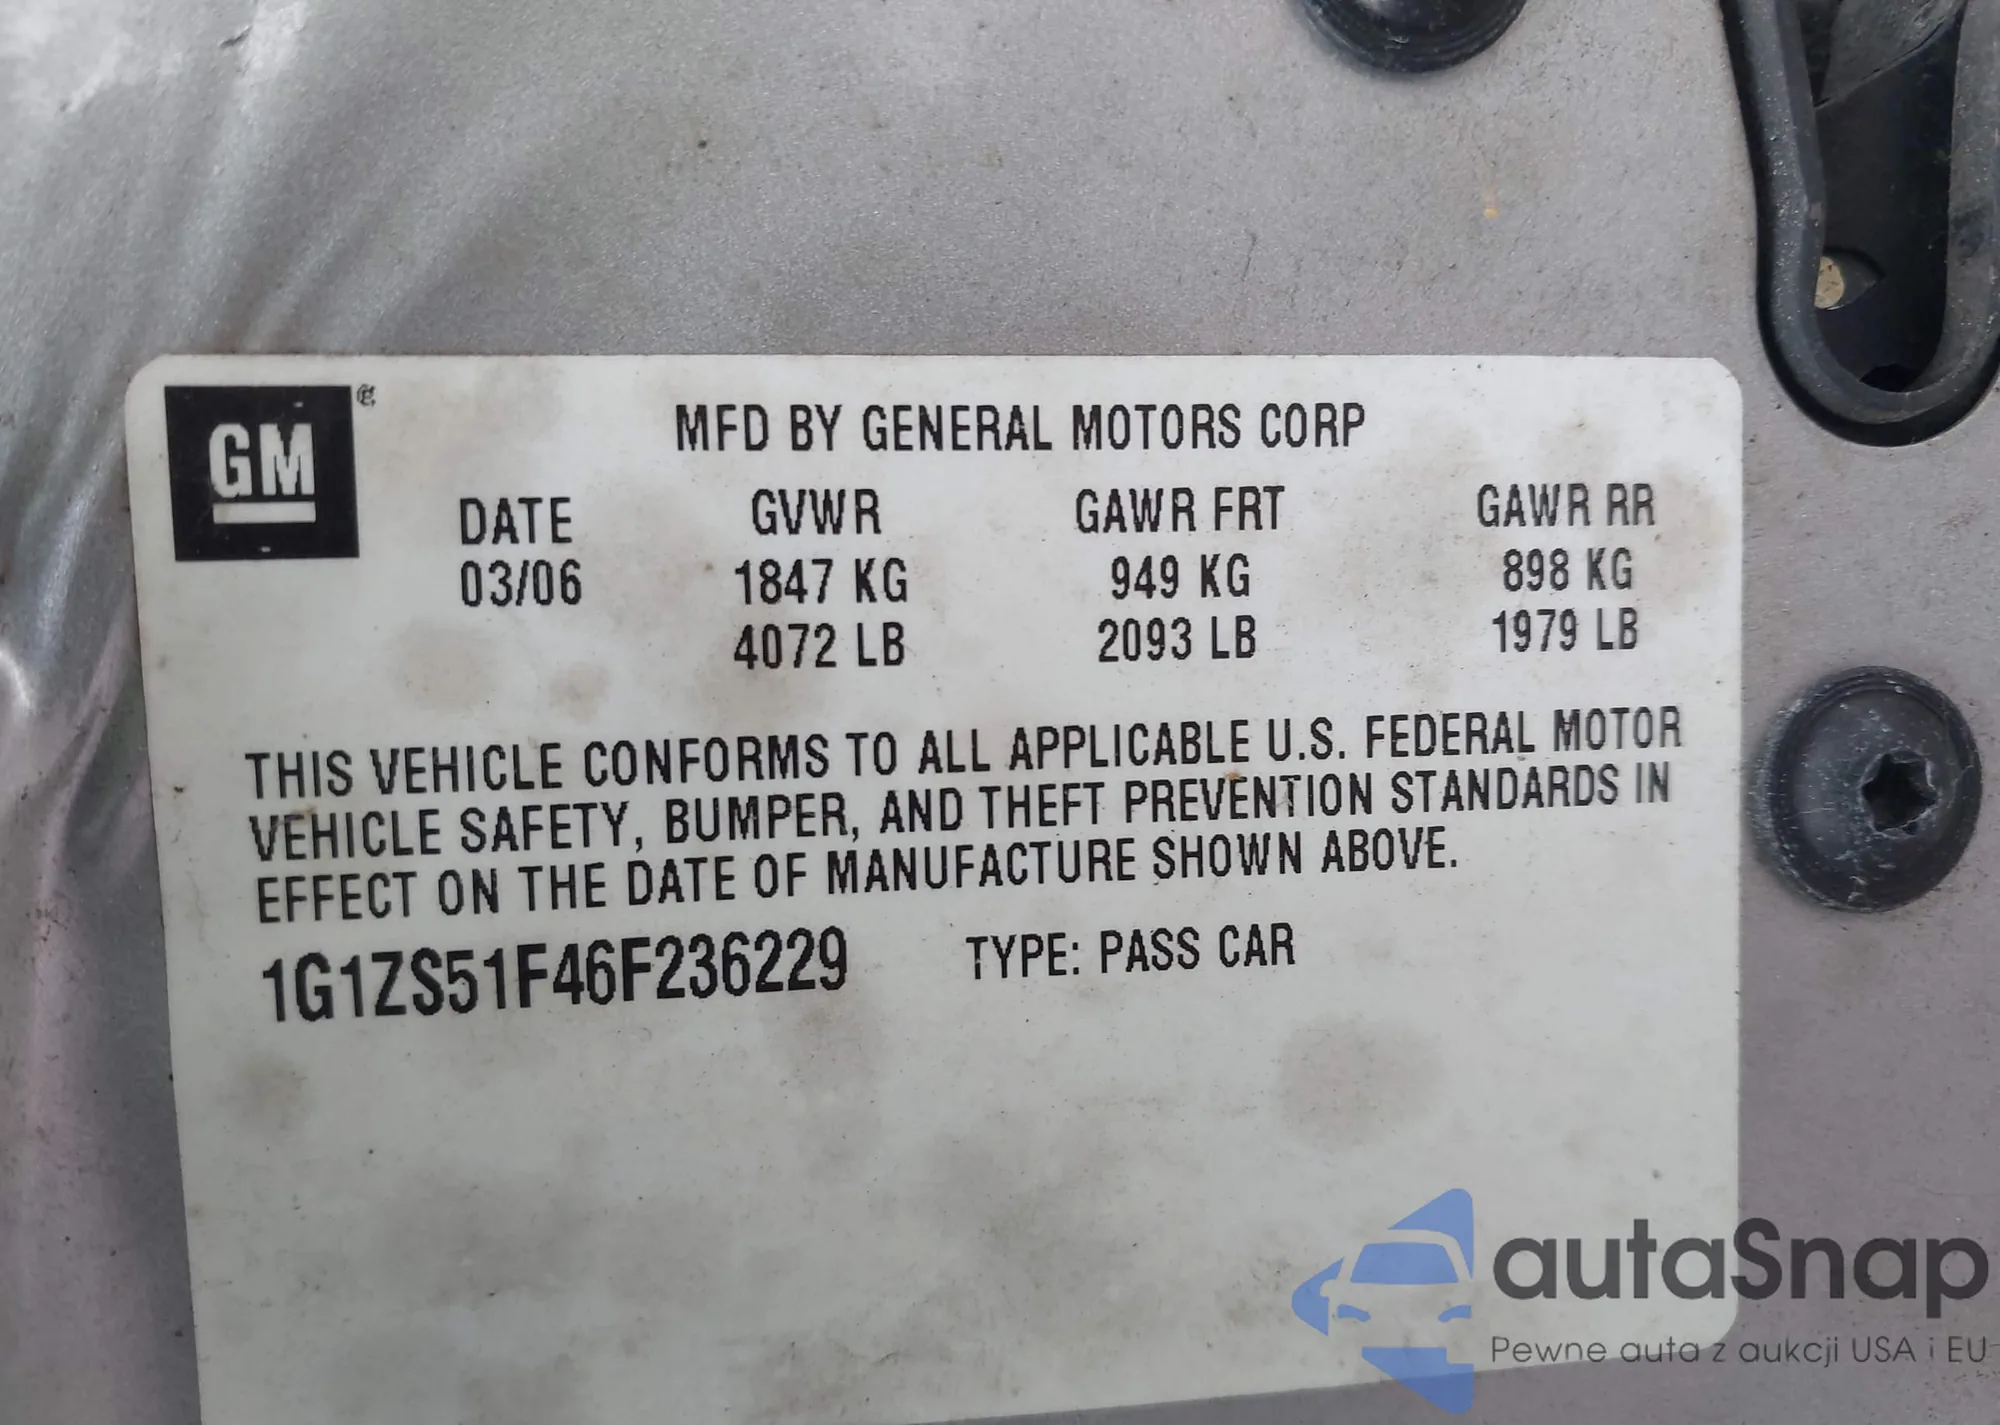 GM
MFD BY GENERAL MOTORS CORP
DATE GVWR GAWR FRT GAWR RR
03/06 1847 KG 949 KG 898 KG
4072 LB 2093 LB 1979 LB
THIS VEHICLE CONFORMS TO ALL APPLICABLE U.S. FEDERAL MOTOR
VEHICLE SAFETY, BUMPER, AND THEFT PREVENTION STANDARDS IN
EFFECT ON THE DATE OF MANUFACTURE SHOWN ABOVE.
1G1ZS51F46F236229 TYPE: PASS CAR
autaSnap
Pewne auta z aukcji USA i EU